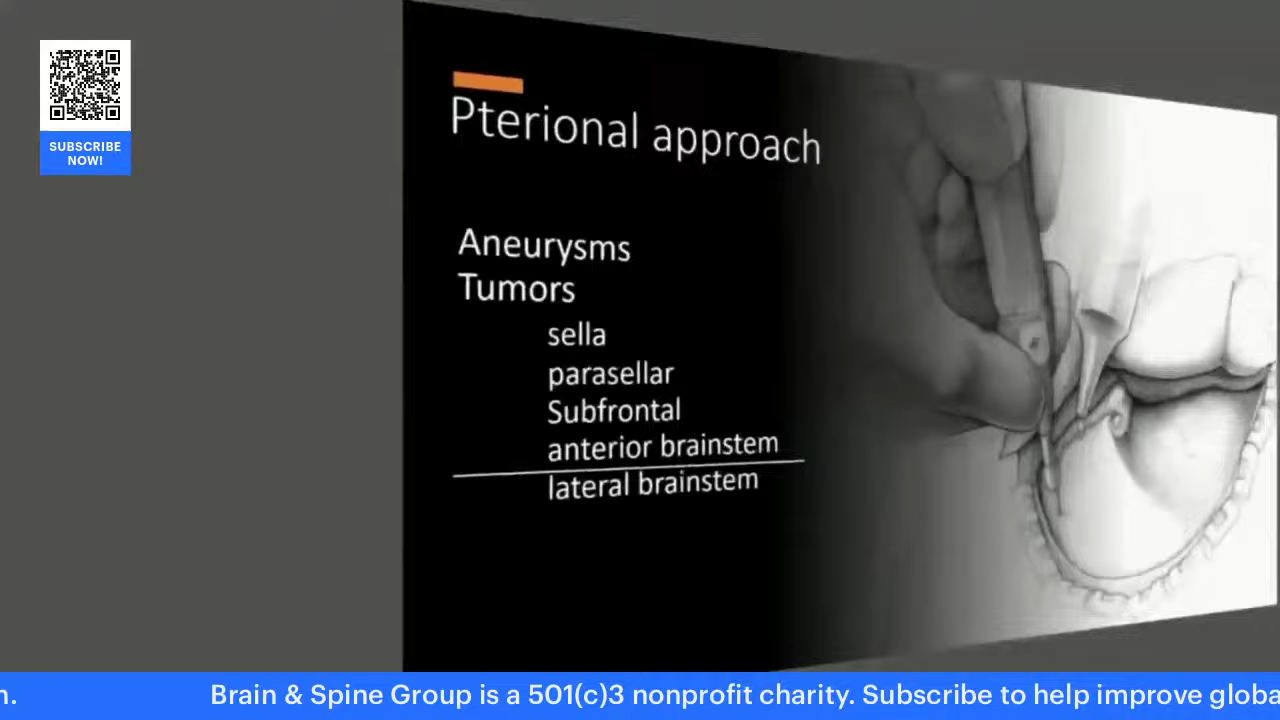 SUBSCRIBE
NOW!
Pterional approach
Aneurysms
Tumors
sella
parasellar
Subfrontal
anterior brainstem
lateral brainstem
Brain & Spine Group is a 501(c)3 nonprofit charity. Subscribe to help improve